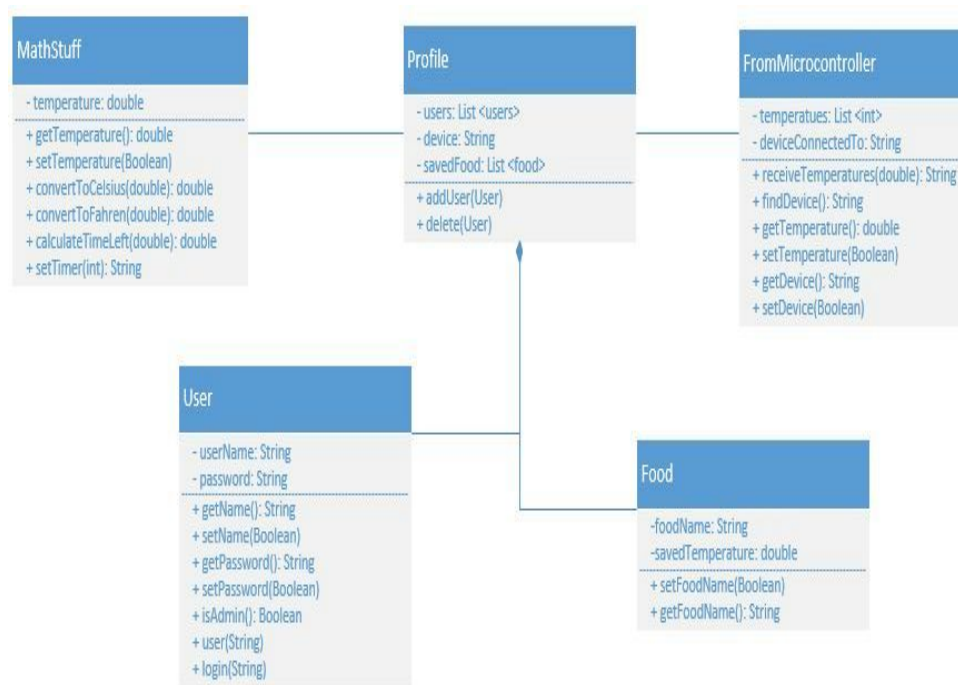 MathStuff
- temperature: double
+ getTemperature(): double
+ setTemperature(Boolean)
+ convertToCelsius(double): double
+ convertToFahren(double): double
+ calculateTimeLeft(double): double
+ setTimer(int): String
Profile
- users: List <users>
- device: String
- savedFood: List <food>
+ addUser(User)
+ delete(User)
FromMicrocontroller
- temperatues: List <int>
- deviceConnectedTo: String
+ receiveTemperatures(double): String
+ findDevice(): String
+ getTemperature(): double
+ setTemperature(Boolean)
+ getDevice(): String
+ setDevice(Boolean)
User
- userName: String
- password: String
+ getName(): String
+ setName(Boolean)
+ getPassword(): String
+ setPassword(Boolean)
+ isAdmin(): Boolean
+ user(String)
+ login(String)
Food
-foodName: String
-savedTemperature: double
+ setFoodName(Boolean)
+ getFoodName(): String